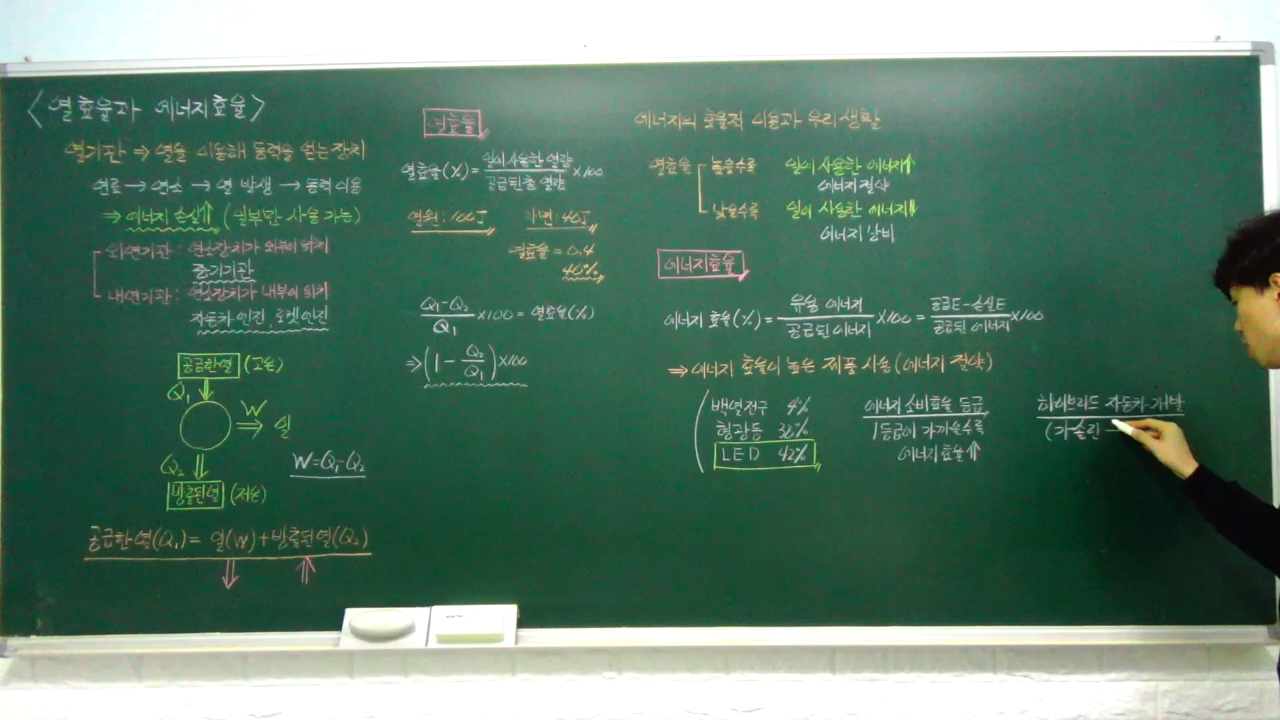 <열효율과 에너지효율>
열기관 ⇒ 열을 이용해 동력을 얻는 장치
연료 → 연소 → 열 발생 → 동력 이용
⇒ 에너지 손실↑ (일부만 사용 가능)
외연기관 : 연소장치가 외부에 위치
증기기관
내연기관 : 연소장치가 내부에 위치
자동차 엔진, 로켓 엔진
공급한 열 (고온)
Q₁
W
⇒ 일
Q₂
방출된 열 (저온)
W=Q₁-Q₂
공급한 열(Q₁) = 일(W)+방출된 열(Q₂)
열효율
열효율(%) = 일에 사용한 열량 / 공급된 총 열량 ×100
열원 : 100J 화면 : 40J
열효율 = 0.4
40%
Q₁-Q₂ / Q₁ ×100 = 열효율(%)
⇒ (1 - Q₂/Q₁)×100
에너지의 효율적 이용과 우리 생활
열효율 높을수록 일에 사용한 에너지↑
에너지 절약
낮을수록 일에 사용한 에너지↓
에너지 낭비
에너지효율
에너지 효율(%) = 유용 에너지 / 공급된 에너지 ×100 = 공급E-손실E / 공급된 에너지 ×100
⇒ 에너지 효율이 높은 제품 사용 (에너지 절약)
백열전구 4%
형광등 38%
LED 42%
에너지 소비효율 등급
1등급에 가까울수록
에너지효율↑
하이브리드 자동차 개발
(가솔린